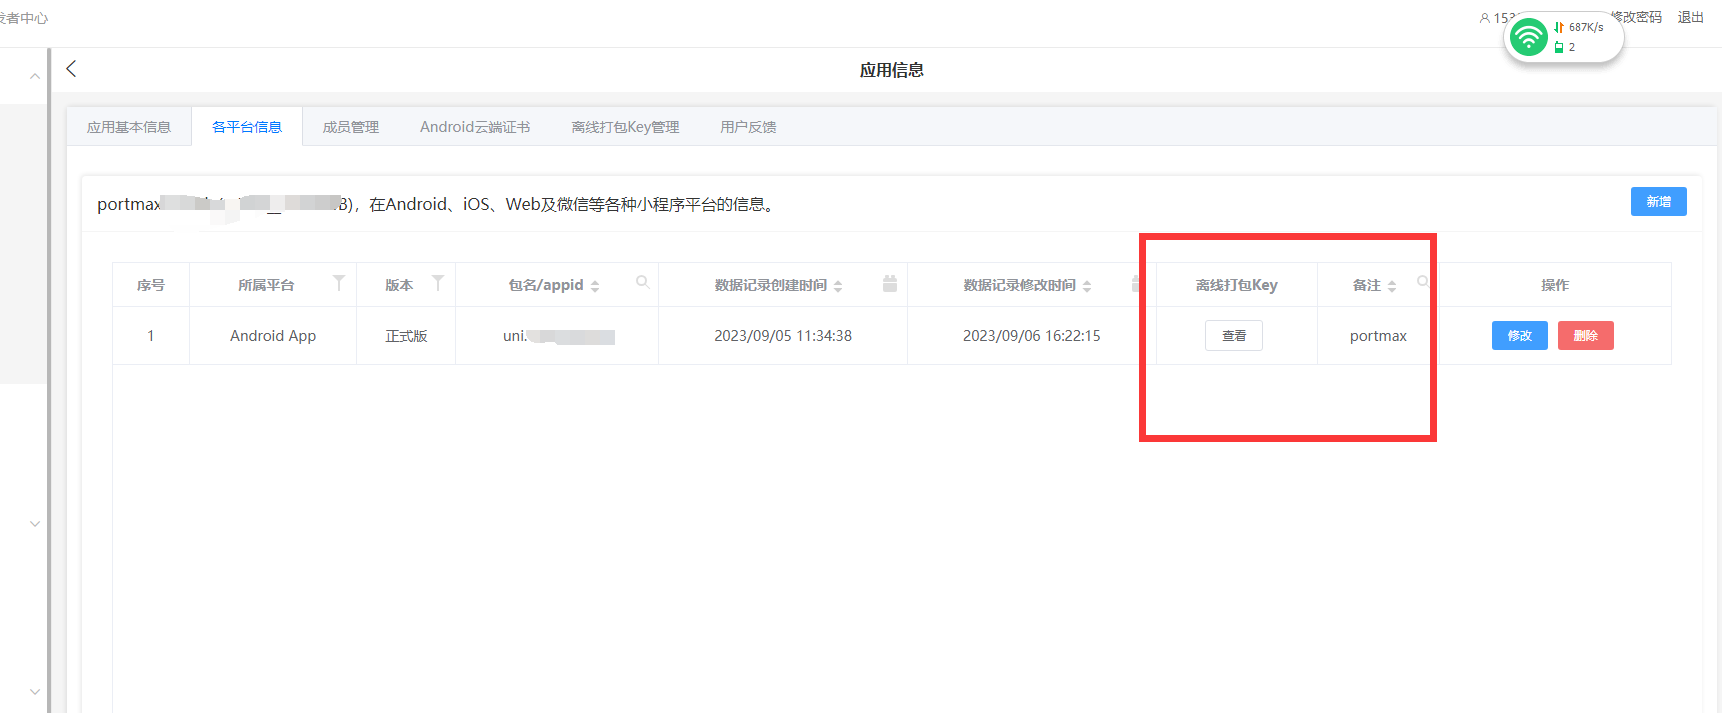 发者中心
修改密码 退出
687K/s
2
应用信息
应用基本信息 各平台信息 成员管理 Android云端证书 离线打包Key管理 用户反馈
portmax B)，在Android、iOS、Web及微信等各种小程序平台的信息。
新增
序号 所属平台 版本 包名/appid 数据记录创建时间 数据记录修改时间 离线打包Key 备注 操作
1 Android App 正式版 uni. 2023/09/05 11:34:38 2023/09/06 16:22:15 查看 portmax 修改 删除